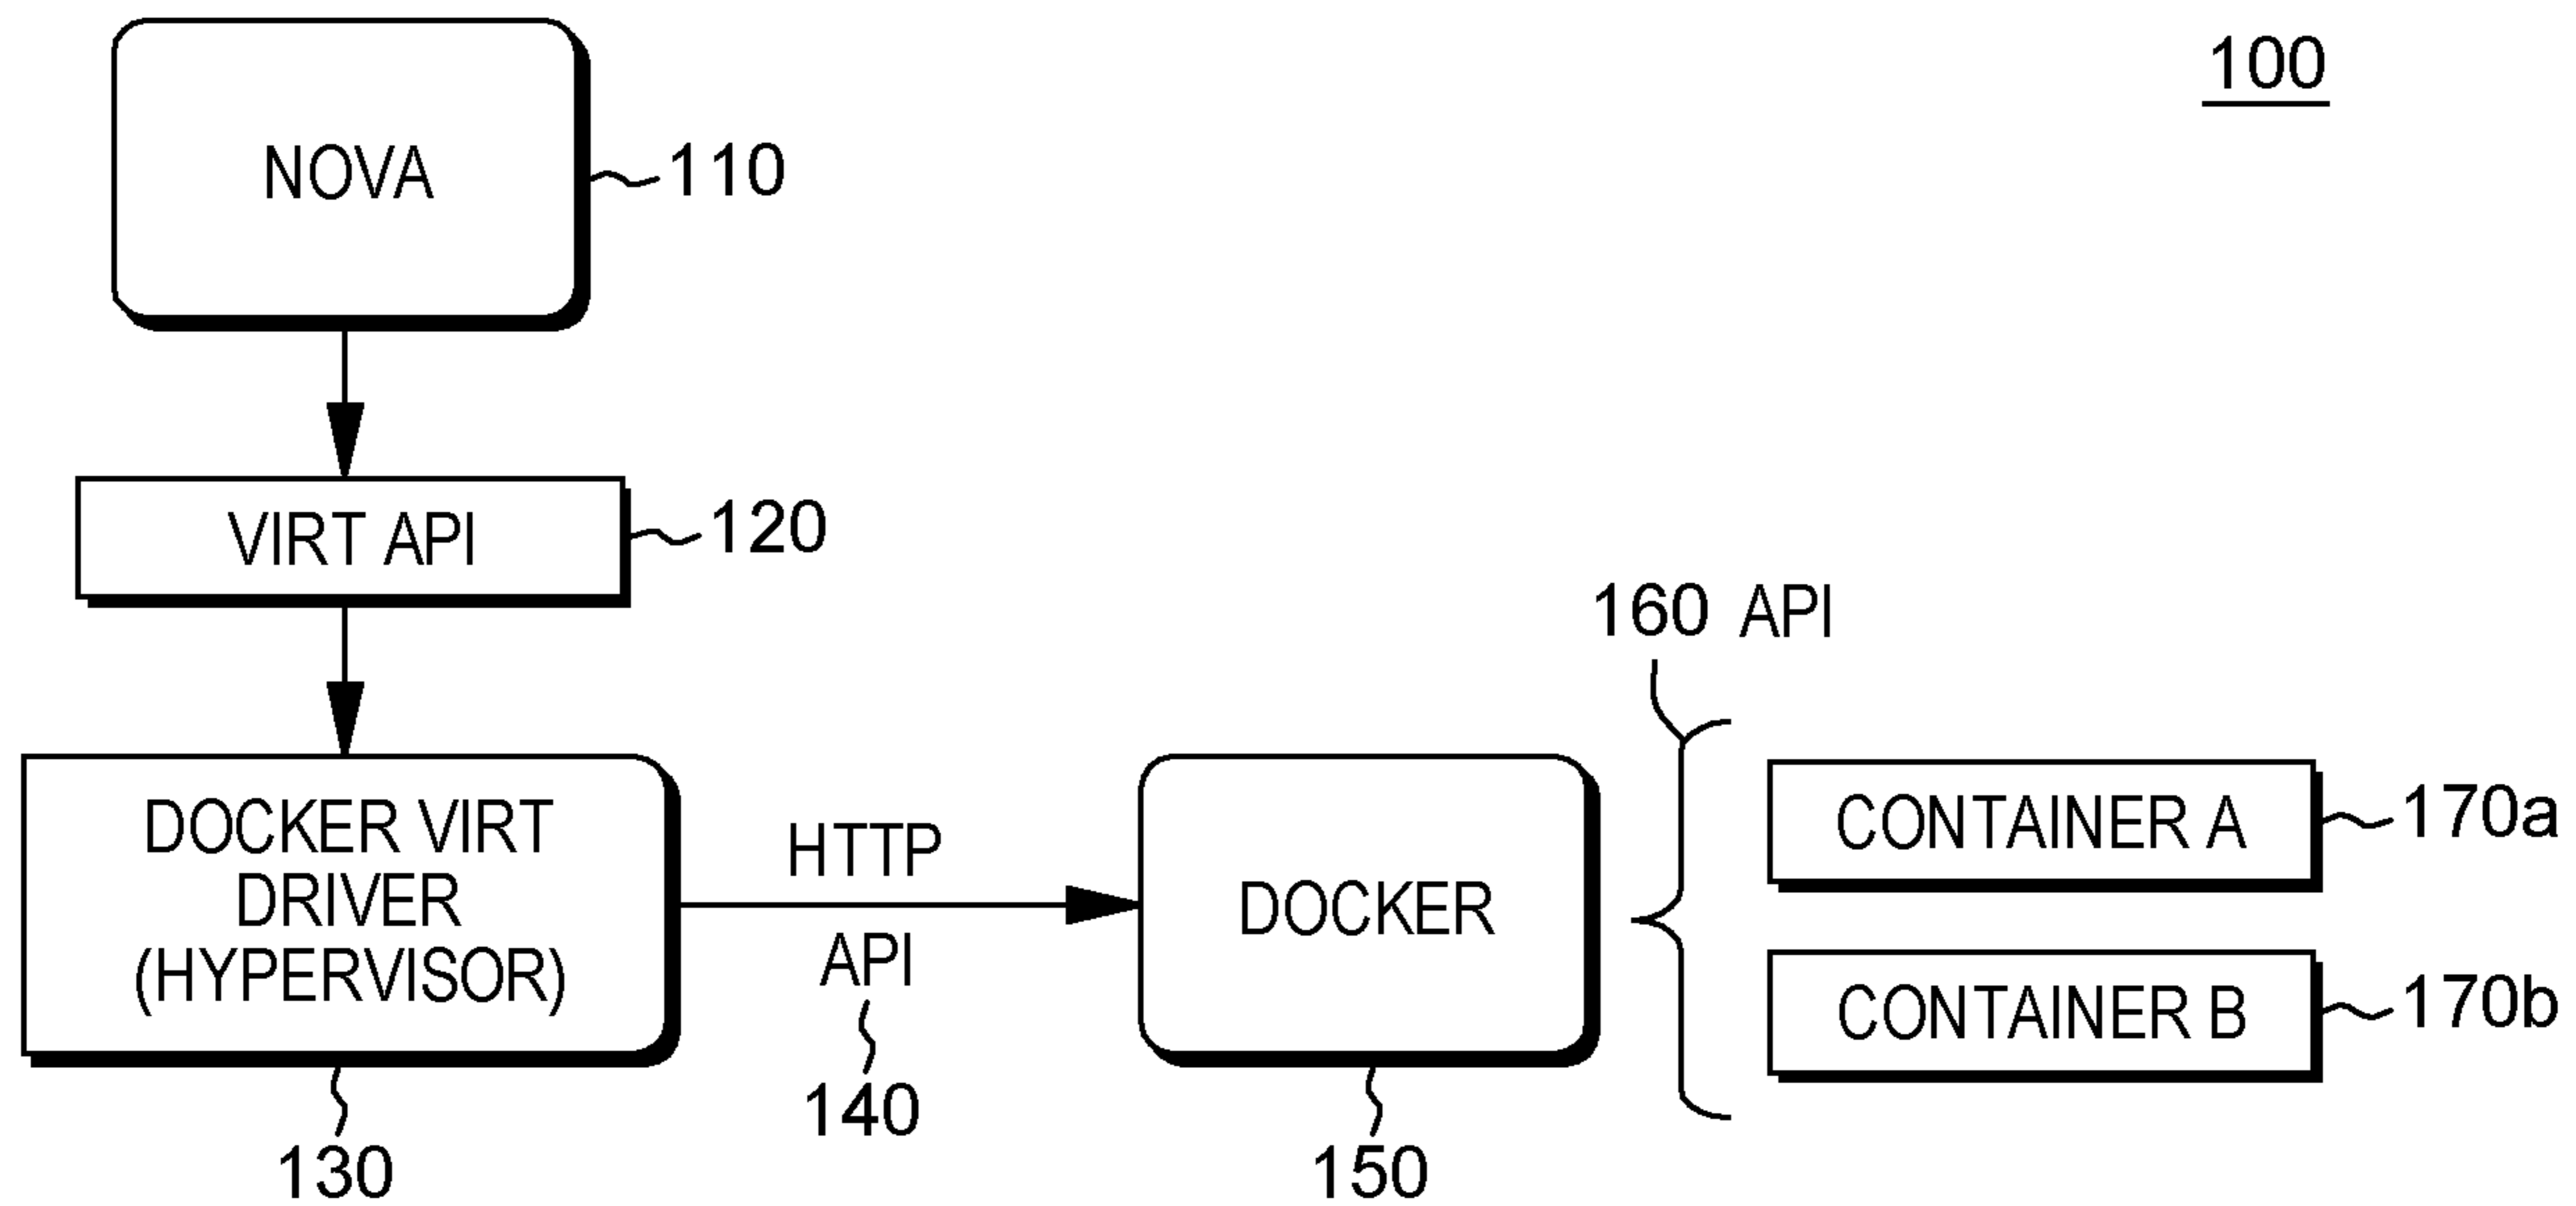 100
NOVA
110
VIRT API
120
160 API
DOCKER VIRT
DRIVER
(HYPERVISOR)
130
HTTP
API
140
DOCKER
150
CONTAINER A
170a
CONTAINER B
170b